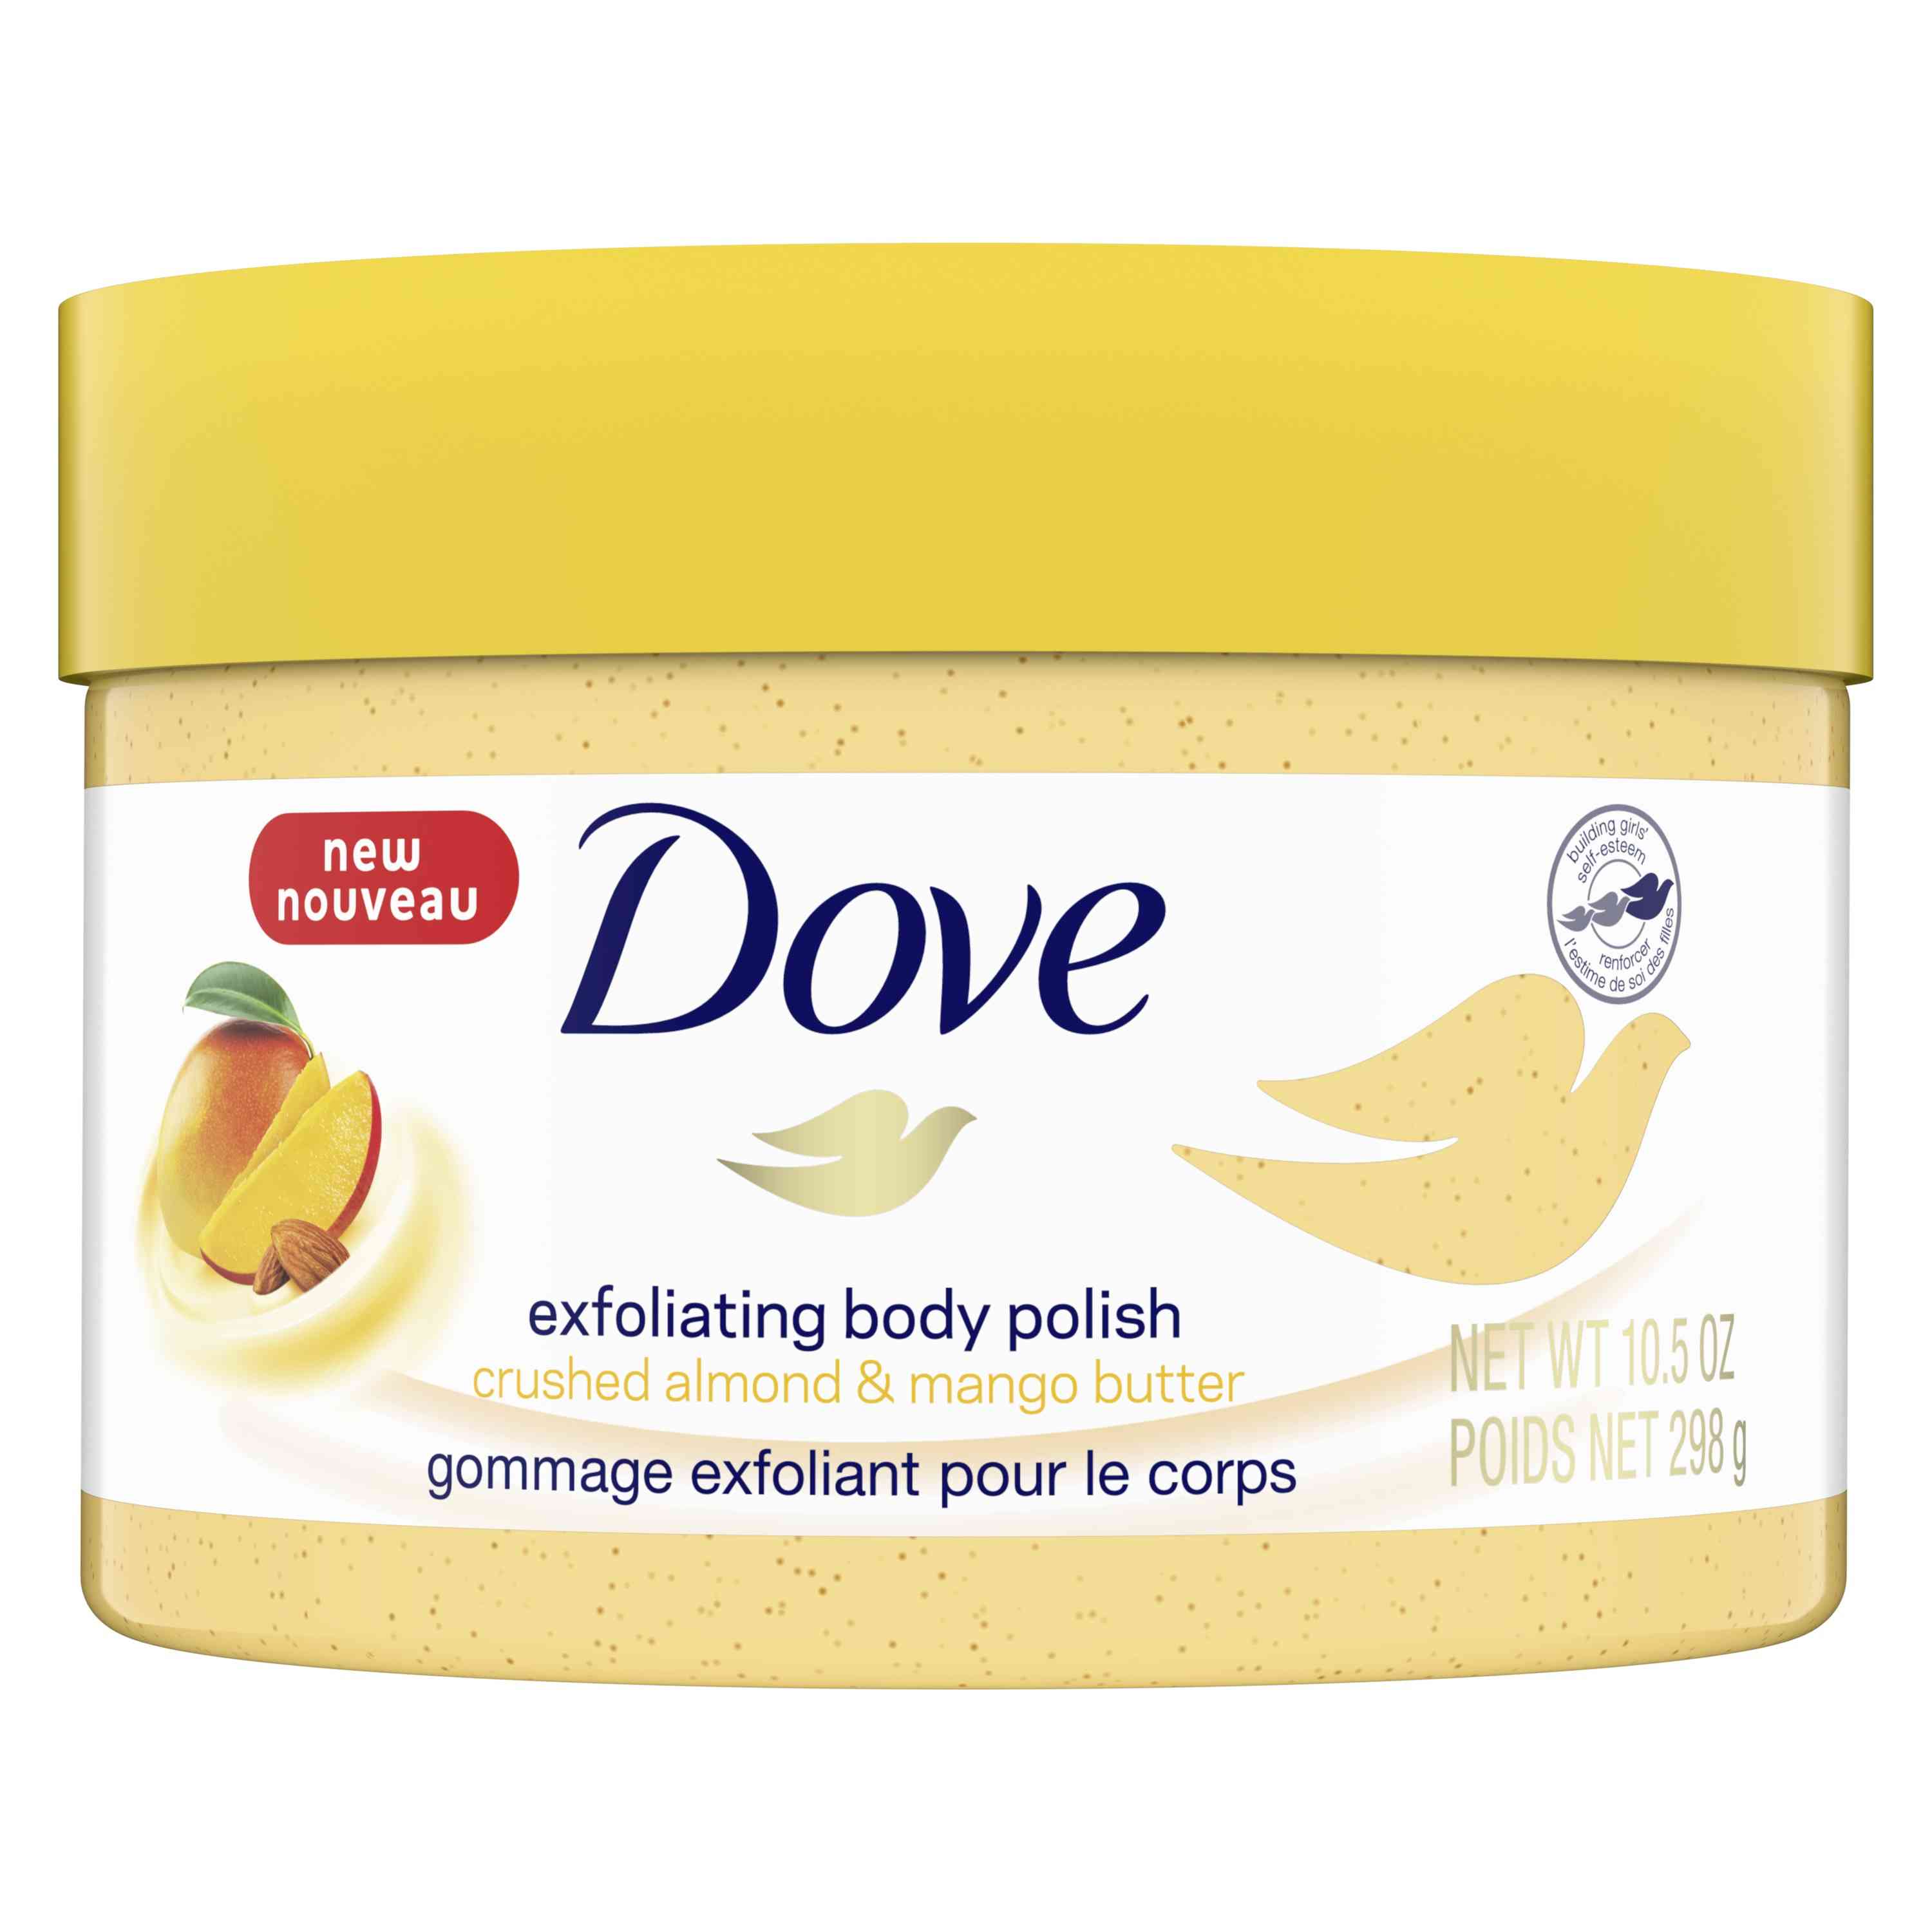 new
nouveau
Dove
building girls'
self-esteem
renforcer
l'estime de soi des filles
exfoliating body polish
crushed almond & mango butter
gommage exfoliant pour le corps
NET WT 10.5 OZ
POIDS NET 298 g